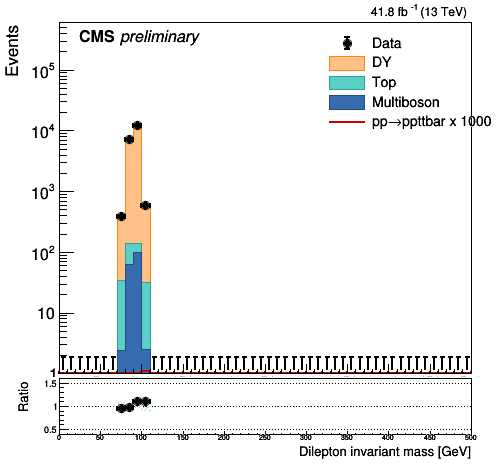 41.8 fb⁻¹ (13 TeV)
CMS preliminary
Events
Data
DY
Top
Multiboson
pp→ppttbar x 1000
10⁵
10⁴
10³
10²
10
1
Ratio
1.5
1
0.5
0 50 100 150 200 250 300 350 400 450 500
Dilepton invariant mass [GeV]